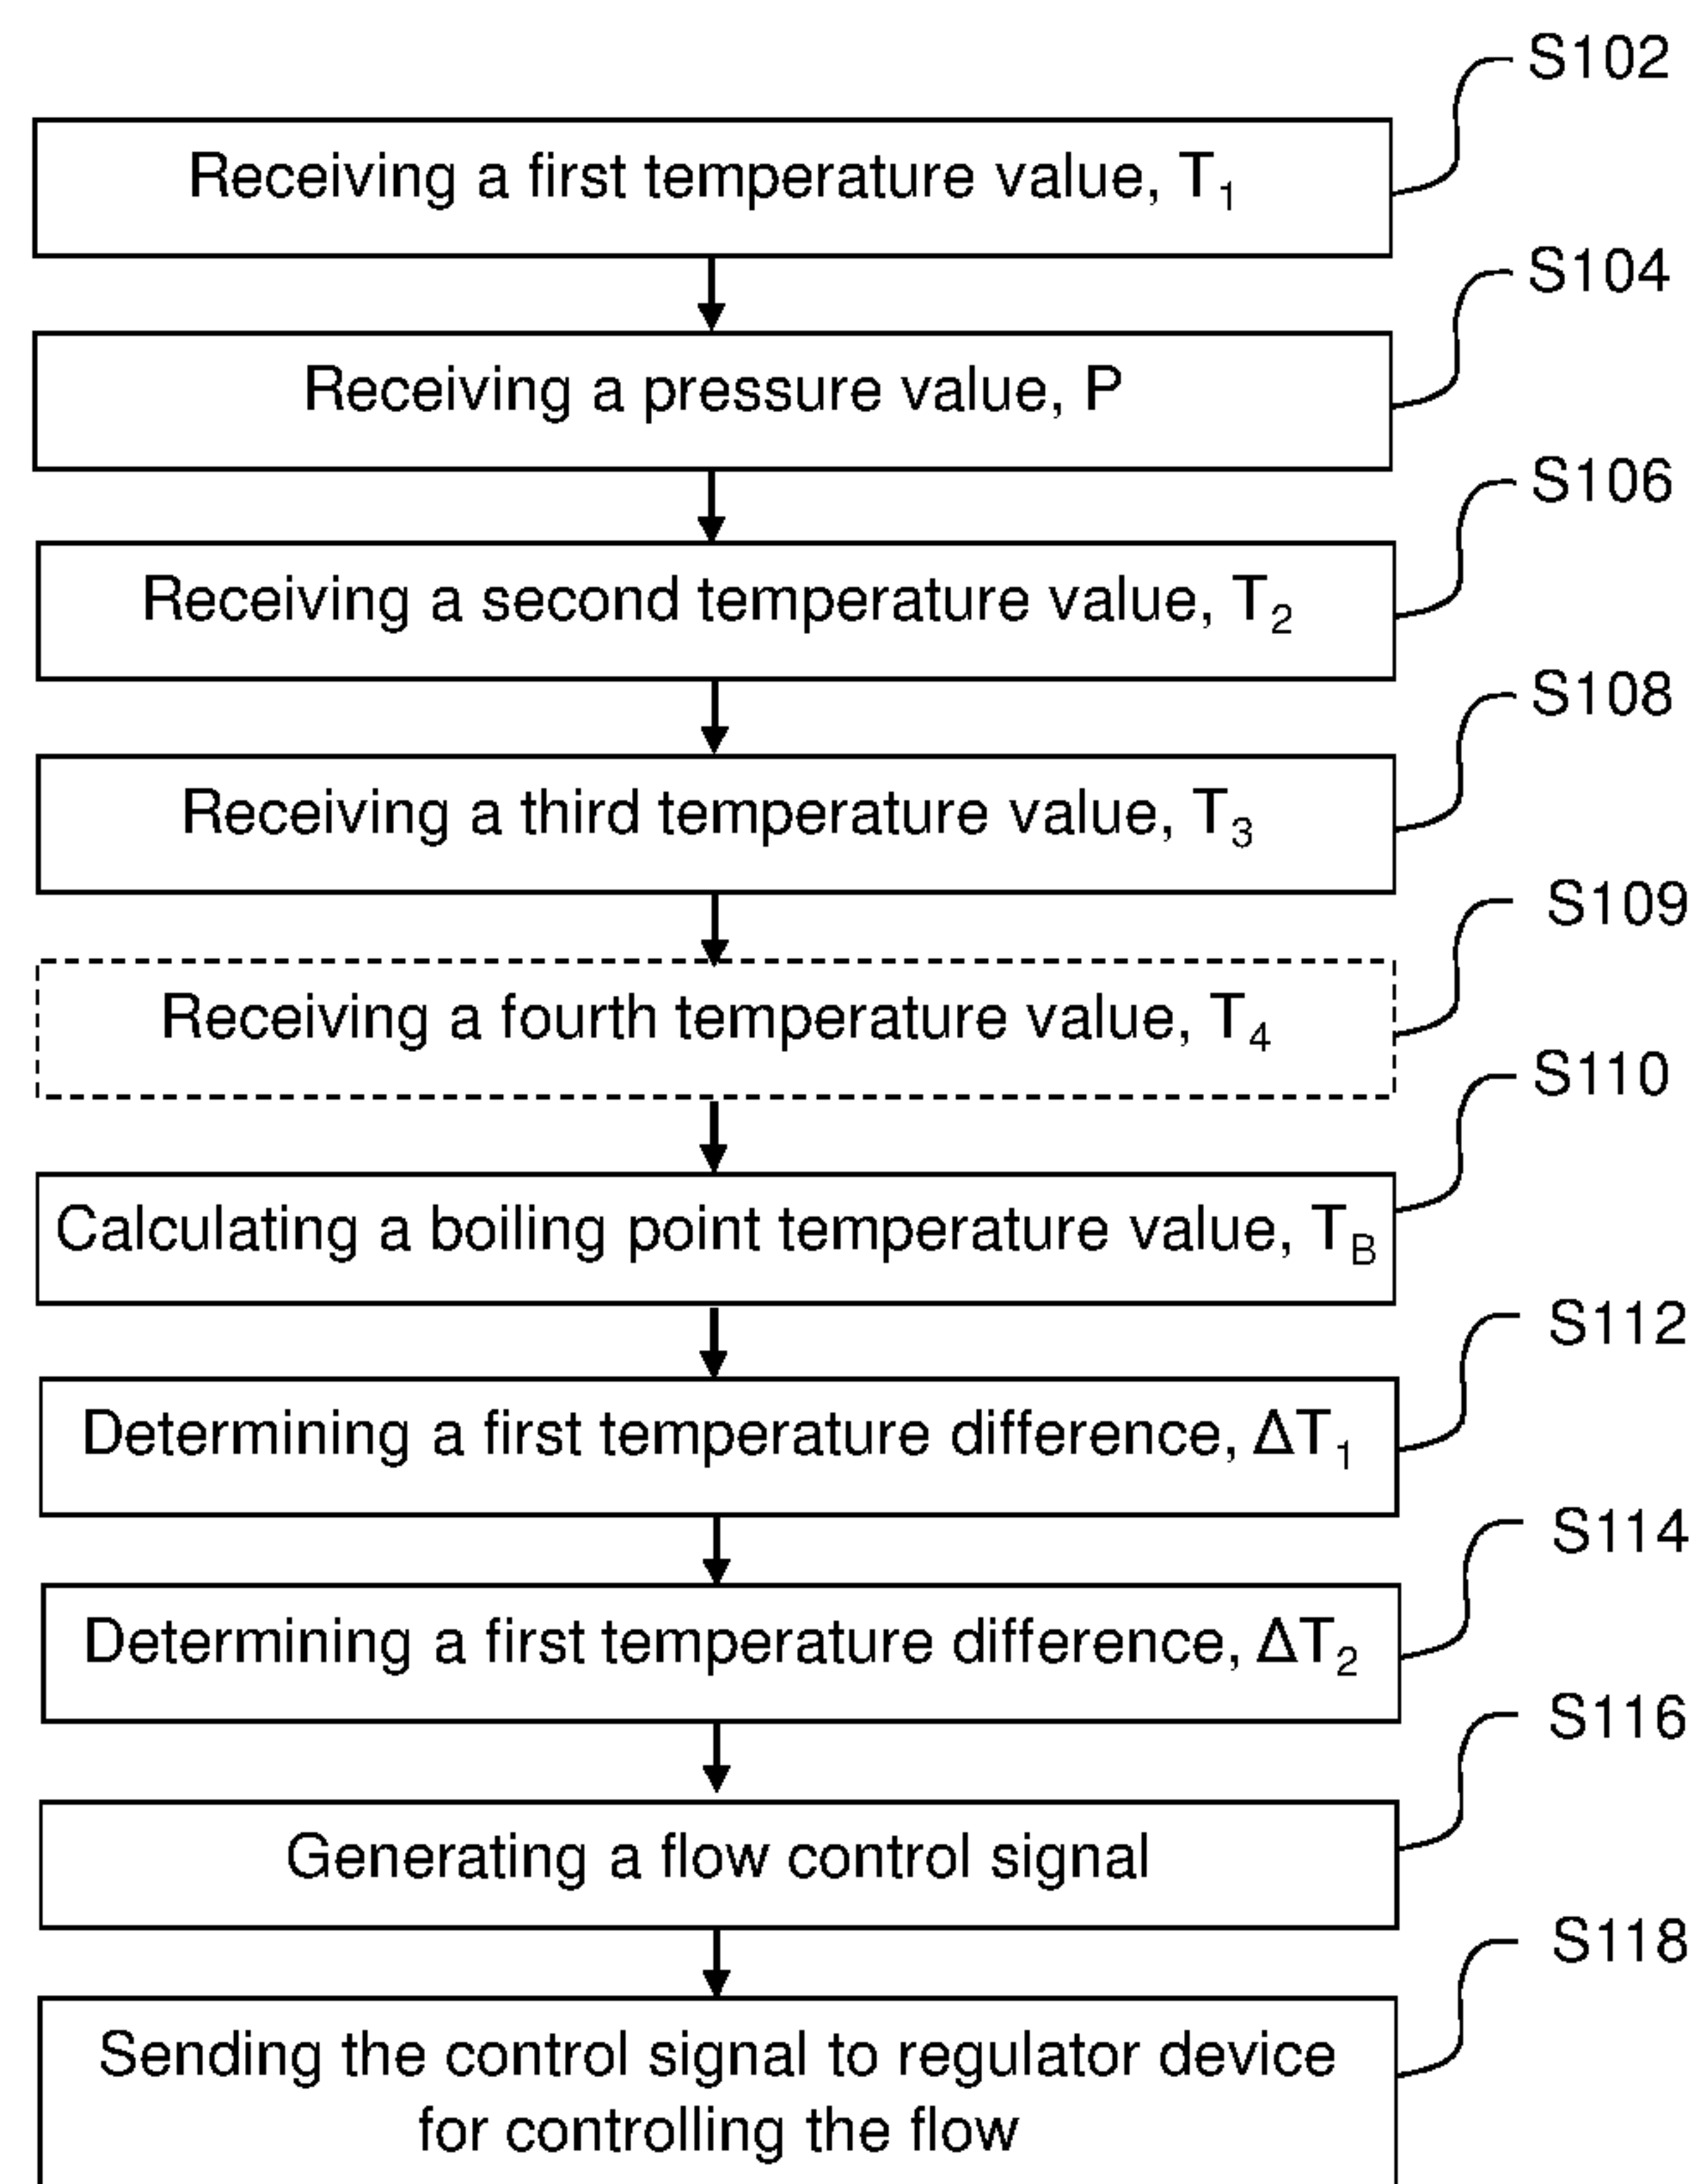 S102
Receiving a first temperature value, T₁
S104
Receiving a pressure value, P
S106
Receiving a second temperature value, T₂
S108
Receiving a third temperature value, T₃
S109
Receiving a fourth temperature value, T₄
S110
Calculating a boiling point temperature value, T_B
S112
Determining a first temperature difference, ΔT₁
S114
Determining a first temperature difference, ΔT₂
S116
Generating a flow control signal
S118
Sending the control signal to regulator device
for controlling the flow